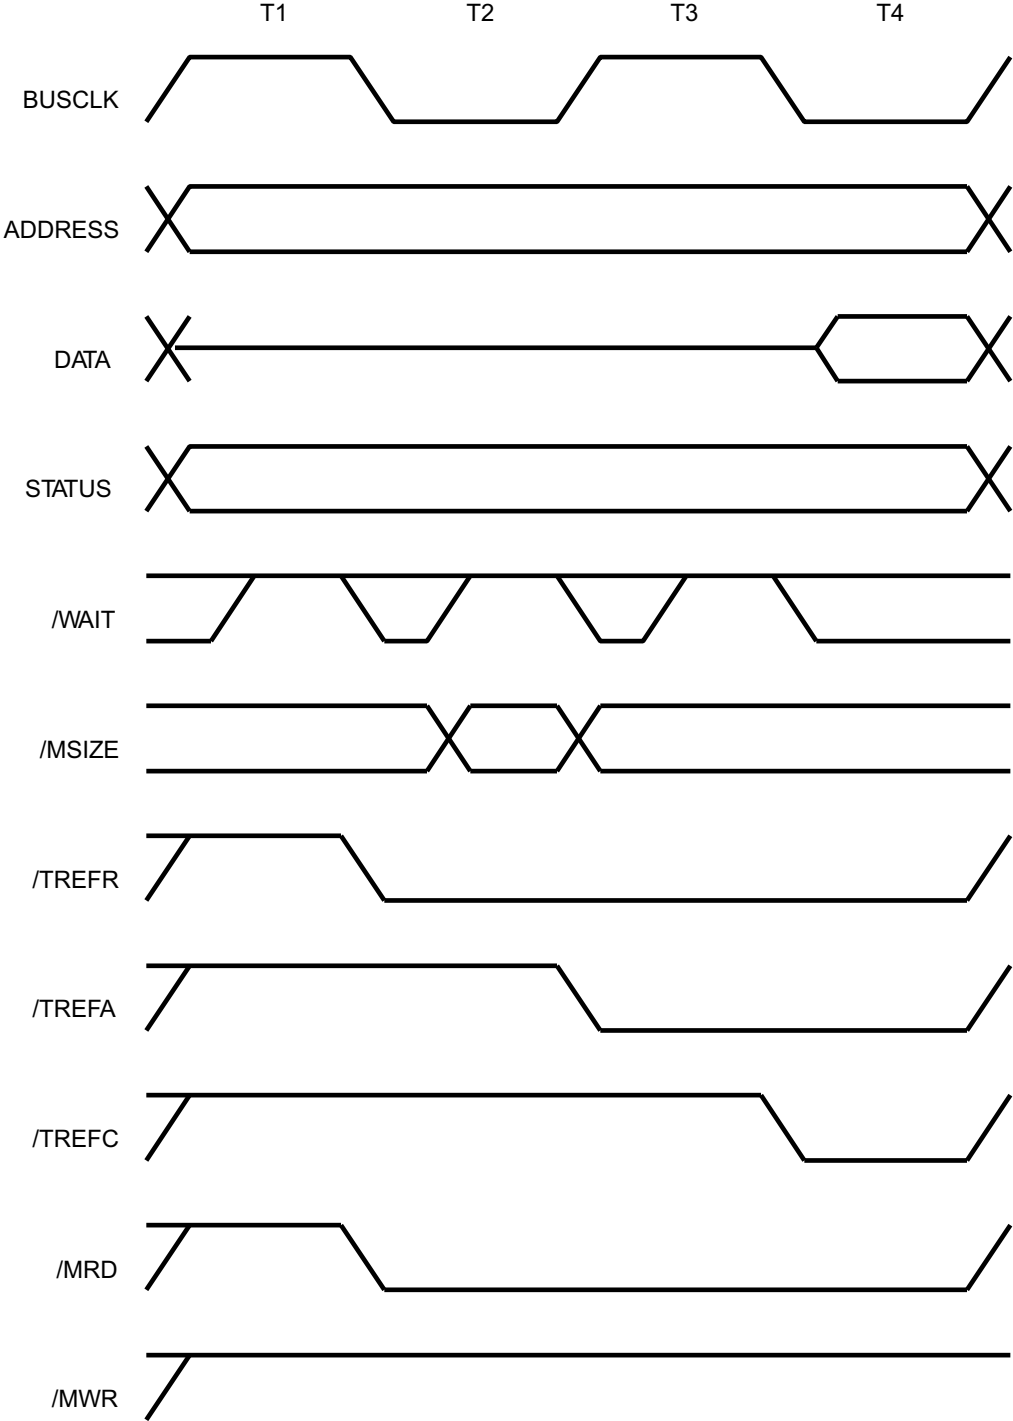 T1 T2 T3 T4
BUSCLK
ADDRESS
DATA
STATUS
/WAIT
/MSIZE
/TREFR
/TREFA
/TREFC
/MRD
/MWR